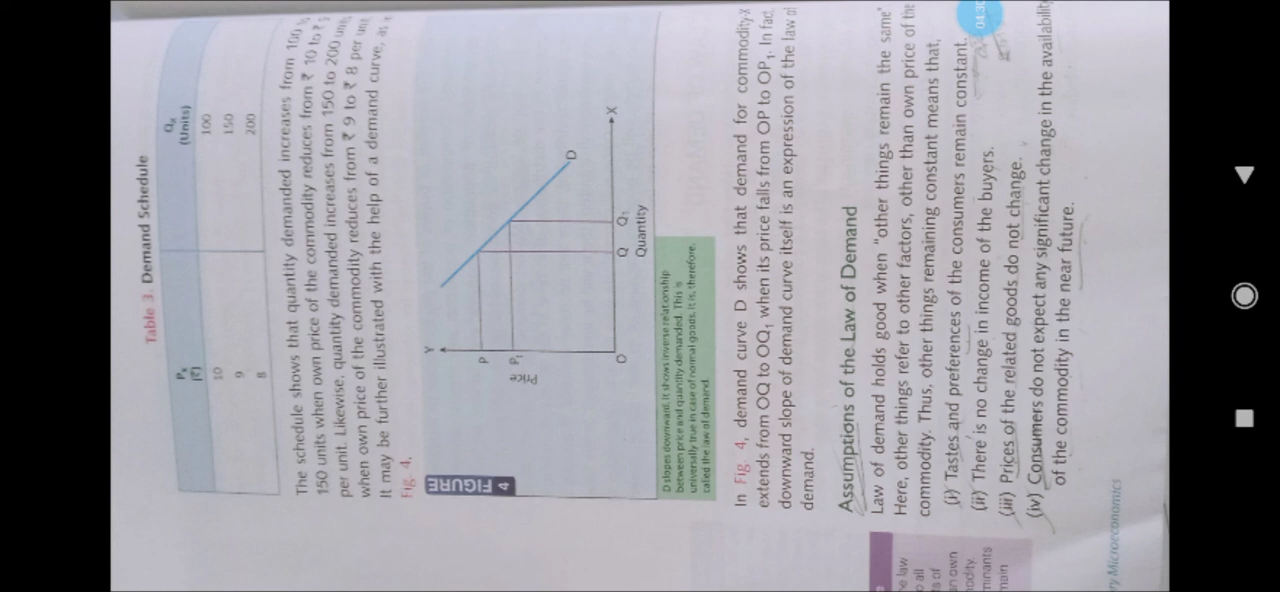 Table 3. Demand Schedule
Px
(₹)
Qx
(Units)
10
100
9
150
8
200
The schedule shows that quantity demanded increases from 100 to
150 units when own price of the commodity reduces from ₹ 10 to ₹ 9
per unit. Likewise, quantity demanded increases from 150 to 200 units
when own price of the commodity reduces from ₹ 9 to ₹ 8 per unit.
It may be further illustrated with the help of a demand curve, as
Fig. 4.
FIGURE
4
Y
P
P1
Price
D
O
Q
Q1
X
Quantity
D slopes downward. It shows inverse relationship
between price and quantity demanded. This is
universally true in case of normal goods. It is, therefore,
called the law of demand.
In Fig. 4, demand curve D shows that demand for commodity-X
extends from OQ to OQ1 when its price falls from OP to OP1. In fact,
downward slope of demand curve itself is an expression of the law of
demand.
Assumptions of the Law of Demand
Law of demand holds good when "other things remain the same"
Here, other things refer to other factors, other than own price of the
commodity. Thus, other things remaining constant means that,
(i) Tastes and preferences of the consumers remain constant.
(ii) There is no change in income of the buyers.
(iii) Prices of the related goods do not change.
(iv) Consumers do not expect any significant change in the availability
of the commodity in the near future.
law
all
of
own
main
ry Microeconomics
04:30